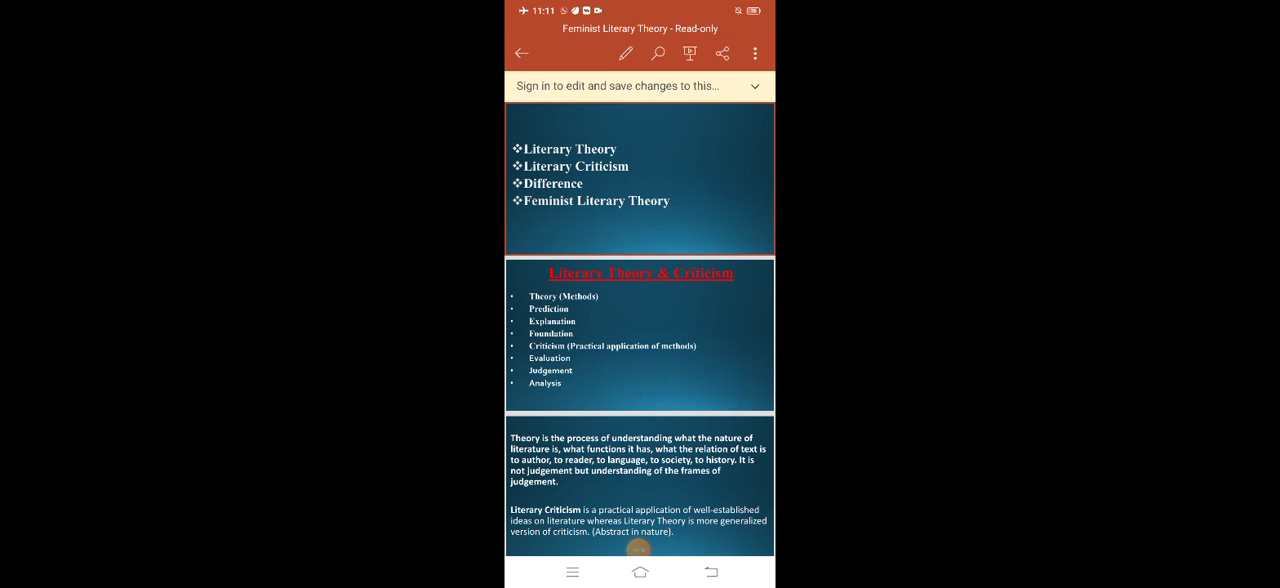 11:11
Feminist Literary Theory - Read-only
Sign in to edit and save changes to this...
❖Literary Theory
❖Literary Criticism
❖Difference
❖Feminist Literary Theory
Literary Theory & Criticism
• Theory (Methods)
• Prediction
• Explanation
• Foundation
• Criticism (Practical application of methods)
• Evaluation
• Judgement
• Analysis
Theory is the process of understanding what the nature of
literature is, what functions it has, what the relation of text is
to author, to reader, to language, to society, to history. It is
not judgement but understanding of the frames of
judgement.
Literary Criticism is a practical application of well-established
ideas on literature whereas Literary Theory is more generalized
version of criticism. (Abstract in nature).